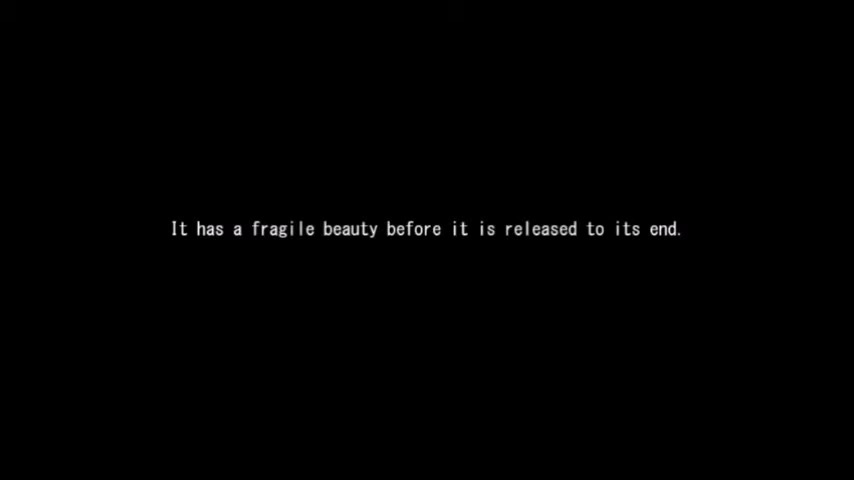 It has a fragile beauty before it is released to its end.